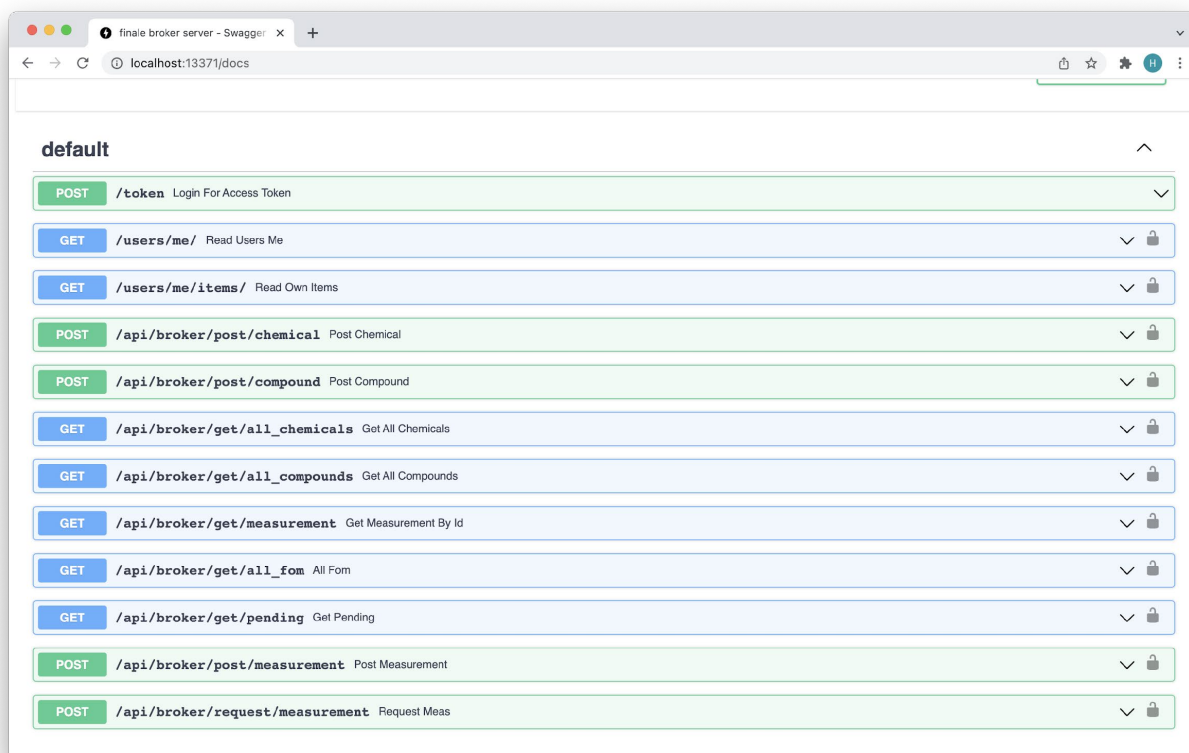 finale broker server - Swagger
localhost:13371/docs
H
default
POST /token Login For Access Token
GET /users/me/ Read Users Me
GET /users/me/items/ Read Own Items
POST /api/broker/post/chemical Post Chemical
POST /api/broker/post/compound Post Compound
GET /api/broker/get/all_chemicals Get All Chemicals
GET /api/broker/get/all_compounds Get All Compounds
GET /api/broker/get/measurement Get Measurement By Id
GET /api/broker/get/all_fom All Fom
GET /api/broker/get/pending Get Pending
POST /api/broker/post/measurement Post Measurement
POST /api/broker/request/measurement Request Meas